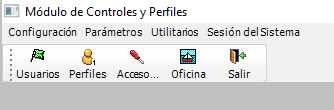 Módulo de Controles y Perfiles
Configuración Parámetros Utilitarios Sesión del Sistema
Usuarios Perfiles Acceso... Oficina Salir